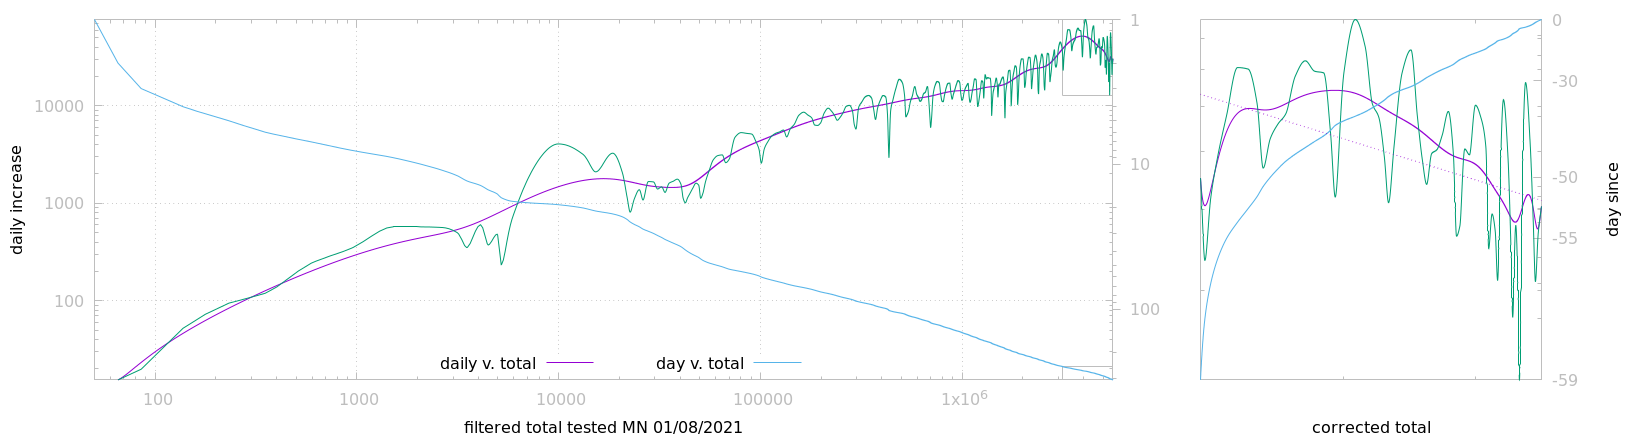 daily increase
10000
1000
100
100
1000
10000
100000
1x10^6
1
10
100
daily v. total
day v. total
filtered total tested MN 01/08/2021
0
-30
-50
-55
-59
day since
corrected total